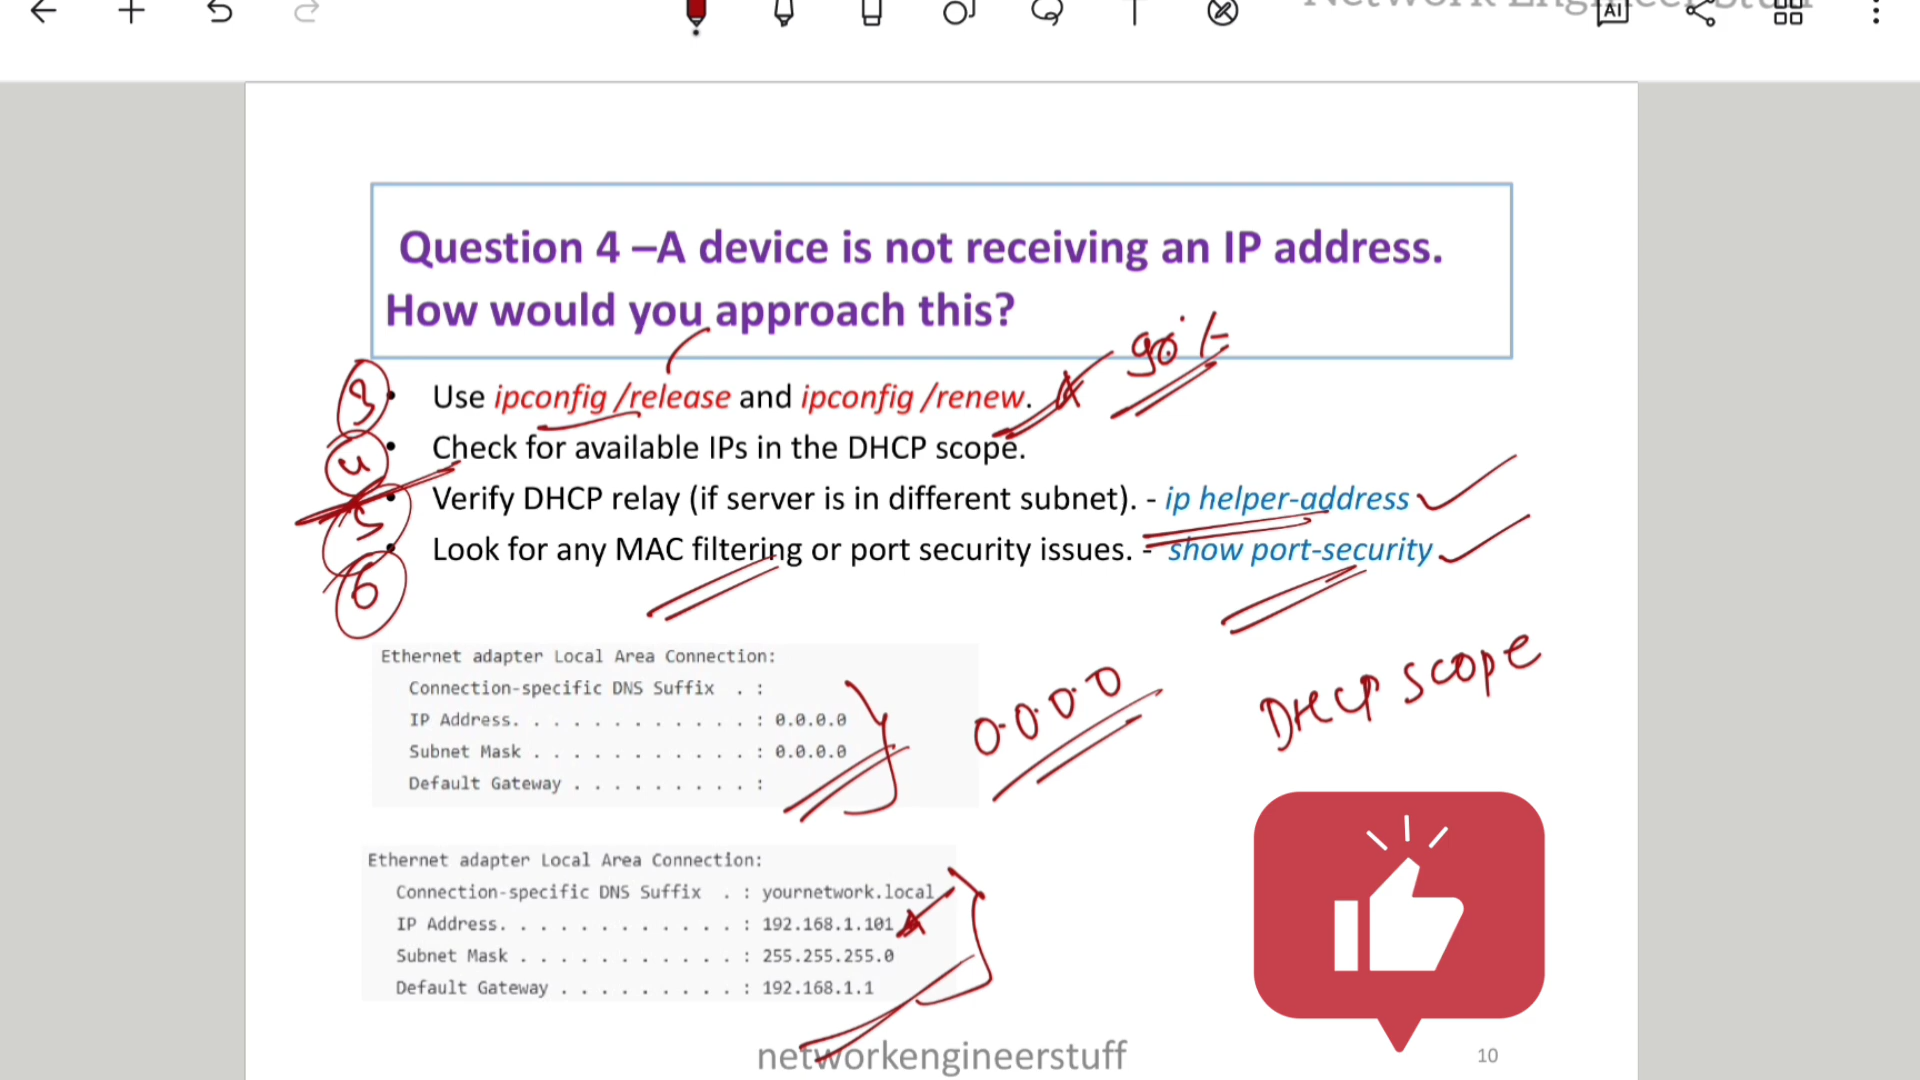 AI
Question 4 –A device is not receiving an IP address.
How would you approach this?
3 • Use ipconfig /release and ipconfig /renew.
4 • Check for available IPs in the DHCP scope.
5 • Verify DHCP relay (if server is in different subnet). - ip helper-address
6 • Look for any MAC filtering or port security issues. - show port-security
Ethernet adapter Local Area Connection:
Connection-specific DNS Suffix . :
IP Address. . . . . . . . . . . . : 0.0.0.0
Subnet Mask . . . . . . . . . . . : 0.0.0.0
Default Gateway . . . . . . . . . :
0.0.0.0
DHCP scope
Ethernet adapter Local Area Connection:
Connection-specific DNS Suffix . : yournetwork.local
IP Address. . . . . . . . . . . . : 192.168.1.101
Subnet Mask . . . . . . . . . . . : 255.255.255.0
Default Gateway . . . . . . . . . : 192.168.1.1
networkengineerstuff
10